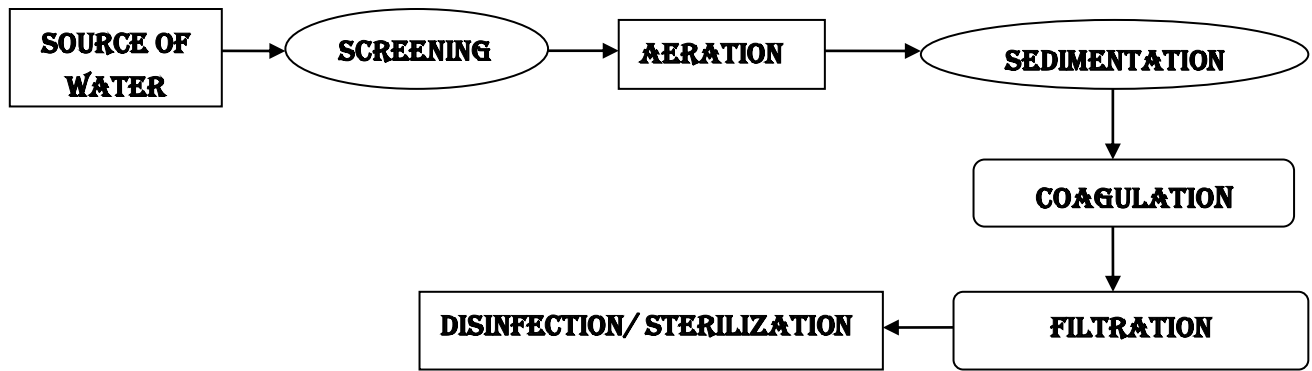 SOURCE OF
WATER
SCREENING
AERATION
SEDIMENTATION
COAGULATION
FILTRATION
DISINFECTION/ STERILIZATION